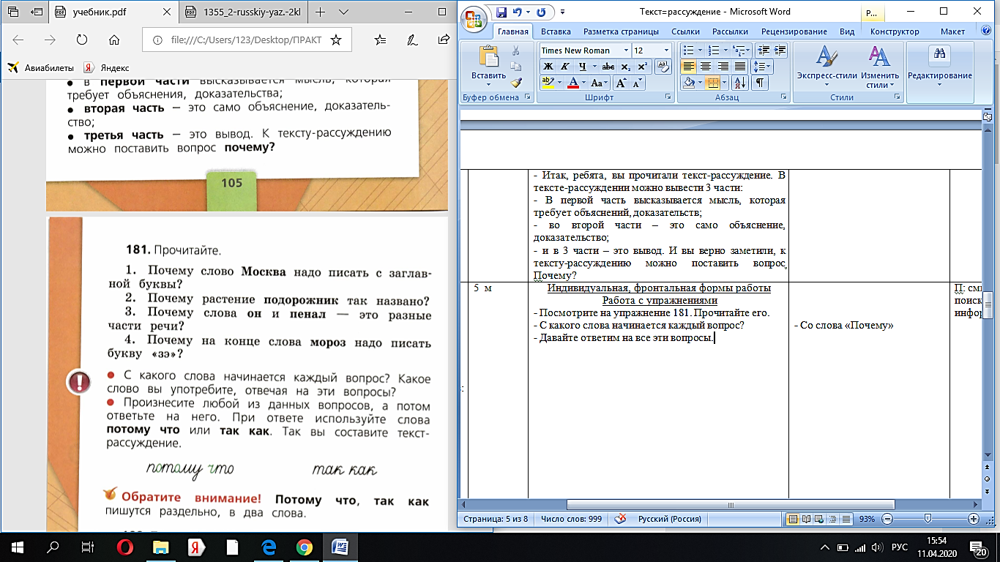 учебник.pdf
1355_2-russkiy-yaz.-2kl
file:///C:/Users/123/Desktop/ПРАКТ
Авиабилеты
Яндекс
• в первой части высказывается мысль, которая
требует объяснения, доказательства;
• вторая часть — это само объяснение, доказатель-
ство;
• третья часть — это вывод. К тексту-рассуждению
можно поставить вопрос почему?
105
181. Прочитайте.
1. Почему слово Москва надо писать с заглав-
ной буквы?
2. Почему растение подорожник так названо?
3. Почему слова он и пенал — это разные
части речи?
4. Почему на конце слова мороз надо писать
букву «зэ»?
• С какого слова начинается каждый вопрос? Какое
слово вы употребите, отвечая на эти вопросы?
• Произнесите любой из данных вопросов, а потом
ответьте на него. При ответе используйте слова
потому что или так как. Так вы составите текст-
рассуждение.
потому что так как
Обратите внимание! Потому что, так как
пишутся раздельно, в два слова.
Текст=рассуждение - Microsoft Word
Р...
Главная Вставка Разметка страницы Ссылки Рассылки Рецензирование Вид Конструктор Макет
Times New Roman 12
Вставить
Ж К Ч abc x₂ x²
Aa A A
Экспресс-стили
Изменить стили
Редактирование
Буфер обмена Шрифт Абзац Стили
- Итак, ребята, вы прочитали текст-рассуждение. В
тексте-рассуждении можно вывести 3 части:
- В первой часть высказывается мысль, которая
требует объяснений, доказательств;
- во второй части – это само объяснение,
доказательство;
- и в 3 части – это вывод. И вы верно заметили, к
тексту-рассуждению можно поставить вопрос
Почему?
5 м
Индивидуальная, фронтальная формы работы
Работа с упражнениями
- Посмотрите на упражнение 181. Прочитайте его.
- С какого слова начинается каждый вопрос?
- Давайте ответим на все эти вопросы.
- Со слова «Почему»
П: смы
поиск
инфор
Страница: 5 из 8 Число слов: 999 Русский (Россия) 93%
РУС
15:54
11.04.2020
20